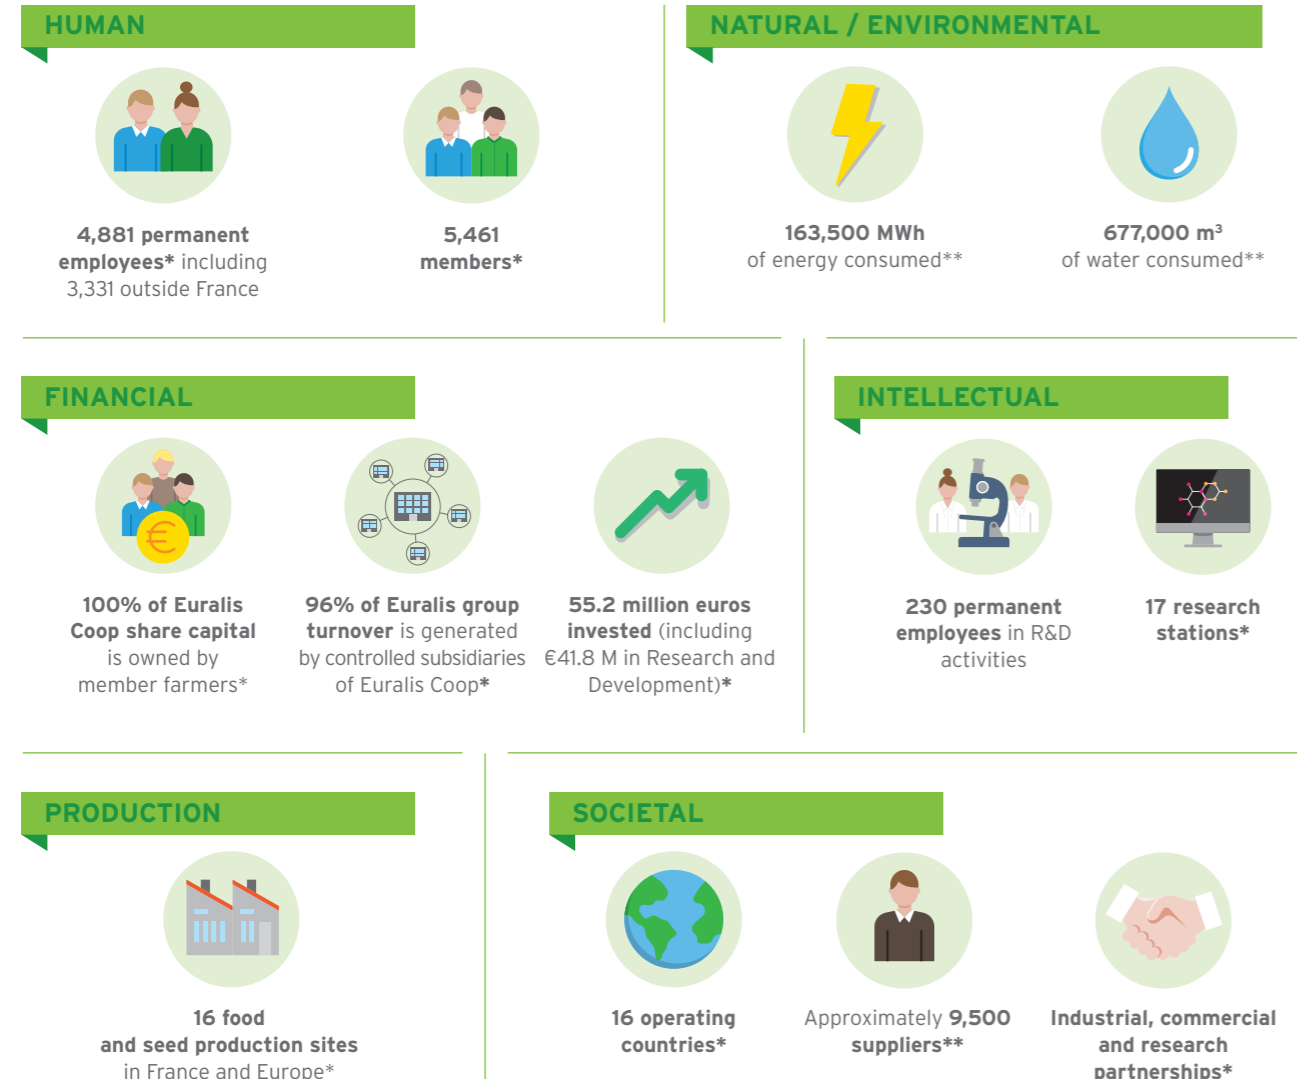 HUMAN
4,881 permanent
employees* including
3,331 outside France
5,461
members*
NATURAL / ENVIRONMENTAL
163,500 MWh
of energy consumed**
677,000 m³
of water consumed**
FINANCIAL
100% of Euralis
Coop share capital
is owned by
member farmers*
96% of Euralis group
turnover is generated
by controlled subsidiaries
of Euralis Coop*
55.2 million euros
invested (including
€41.8 M in Research and
Development)*
INTELLECTUAL
230 permanent
employees in R&D
activities
17 research
stations*
PRODUCTION
16 food
and seed production sites
in France and Europe*
SOCIETAL
16 operating
countries*
Approximately 9,500
suppliers**
Industrial, commercial
and research
partnerships*